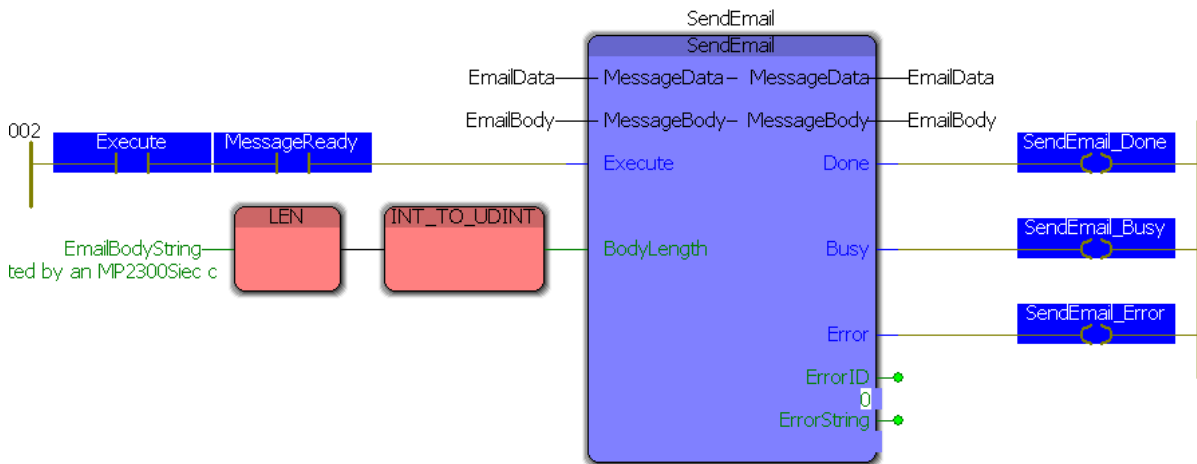 SendEmail
SendEmail
EmailData MessageData MessageData EmailData
EmailBody MessageBody MessageBody EmailBody
002
Execute MessageReady Execute Done SendEmail_Done
LEN INT_TO_UDINT
EmailBodyString BodyLength Busy SendEmail_Busy
ted by an MP2300Siec c
Error SendEmail_Error
ErrorID
0
ErrorString